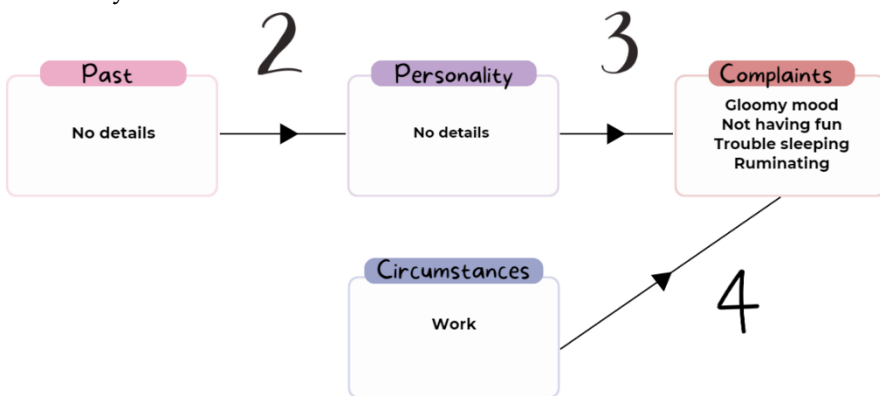 2
3
Past
Personality
Complaints
No details
No details
Gloomy mood
Not having fun
Trouble sleeping
Ruminating
Circumstances
Work
4